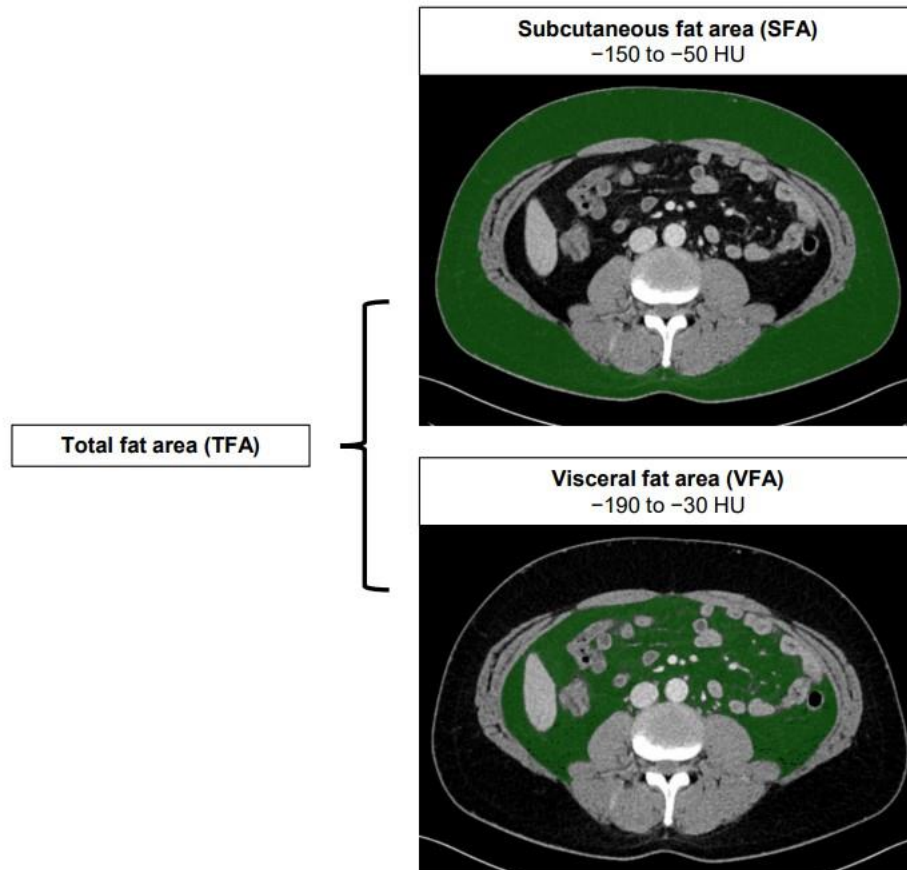 Subcutaneous fat area (SFA)
−150 to −50 HU
Total fat area (TFA)
Visceral fat area (VFA)
−190 to −30 HU